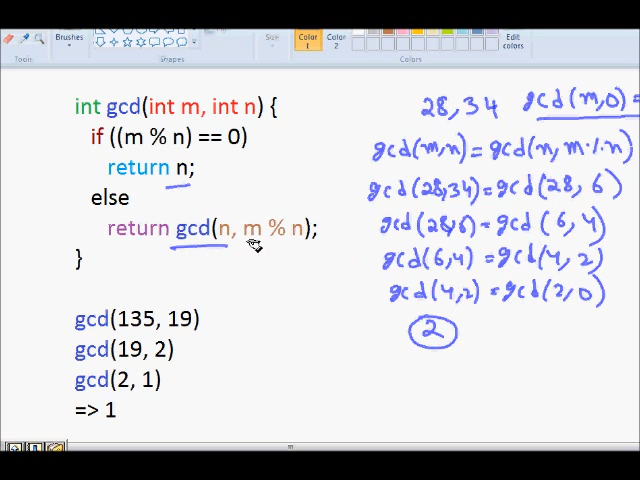 Brushes
Size
Color 1
Color 2
Edit colors
Tools
Shapes
Colors
int gcd(int m, int n) {
if ((m % n) == 0)
return n;
else
return gcd(n, m % n);
}
gcd(135, 19)
gcd(19, 2)
gcd(2, 1)
=> 1
28,34 gcd(m,0) =
gcd(m,n) = gcd(n, m % n)
gcd(28,34) = gcd(28, 6)
gcd(28,6) = gcd(6, 4)
gcd(6,4) = gcd(4, 2)
gcd(4,2) = gcd(2,0)
2